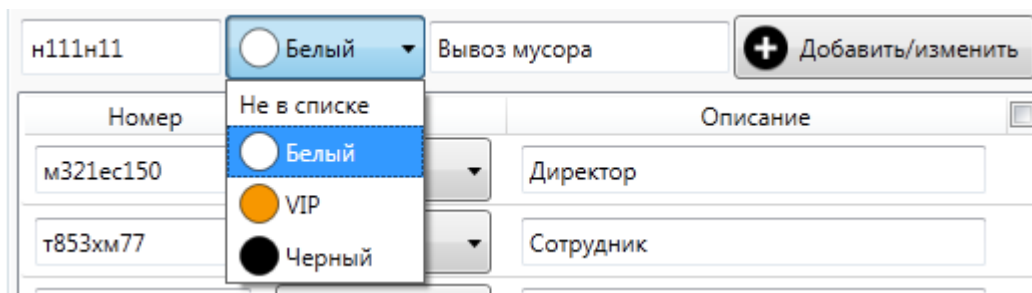 н111н11 Белый Вывоз мусора Добавить/изменить
Номер Описание
Не в списке
Белый
м321ес150 Директор
VIP
т853хм77 Сотрудник
Черный